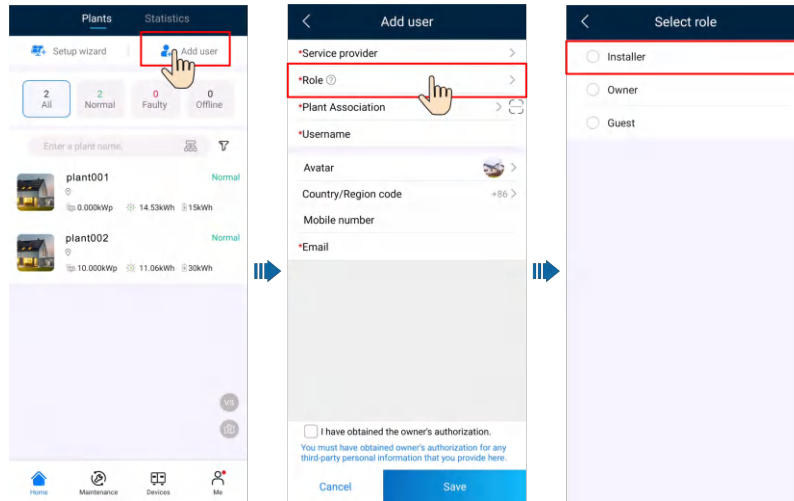 Plants Statistics
Setup wizard Add user
2 2 0 0
All Normal Faulty Offline
Enter a plant name.
plant001 Normal
0.000kWp 14.53kWh 15kWh
plant002 Normal
10.000kWp 11.06kWh 30kWh
VS
Home Maintenance Devices Me
Add user
*Service provider
*Role
*Plant Association
*Username
Avatar
Country/Region code +86
Mobile number
*Email
I have obtained the owner's authorization.
You must have obtained owner's authorization for any
third-party personal information that you provide here.
Cancel Save
Select role
Installer
Owner
Guest